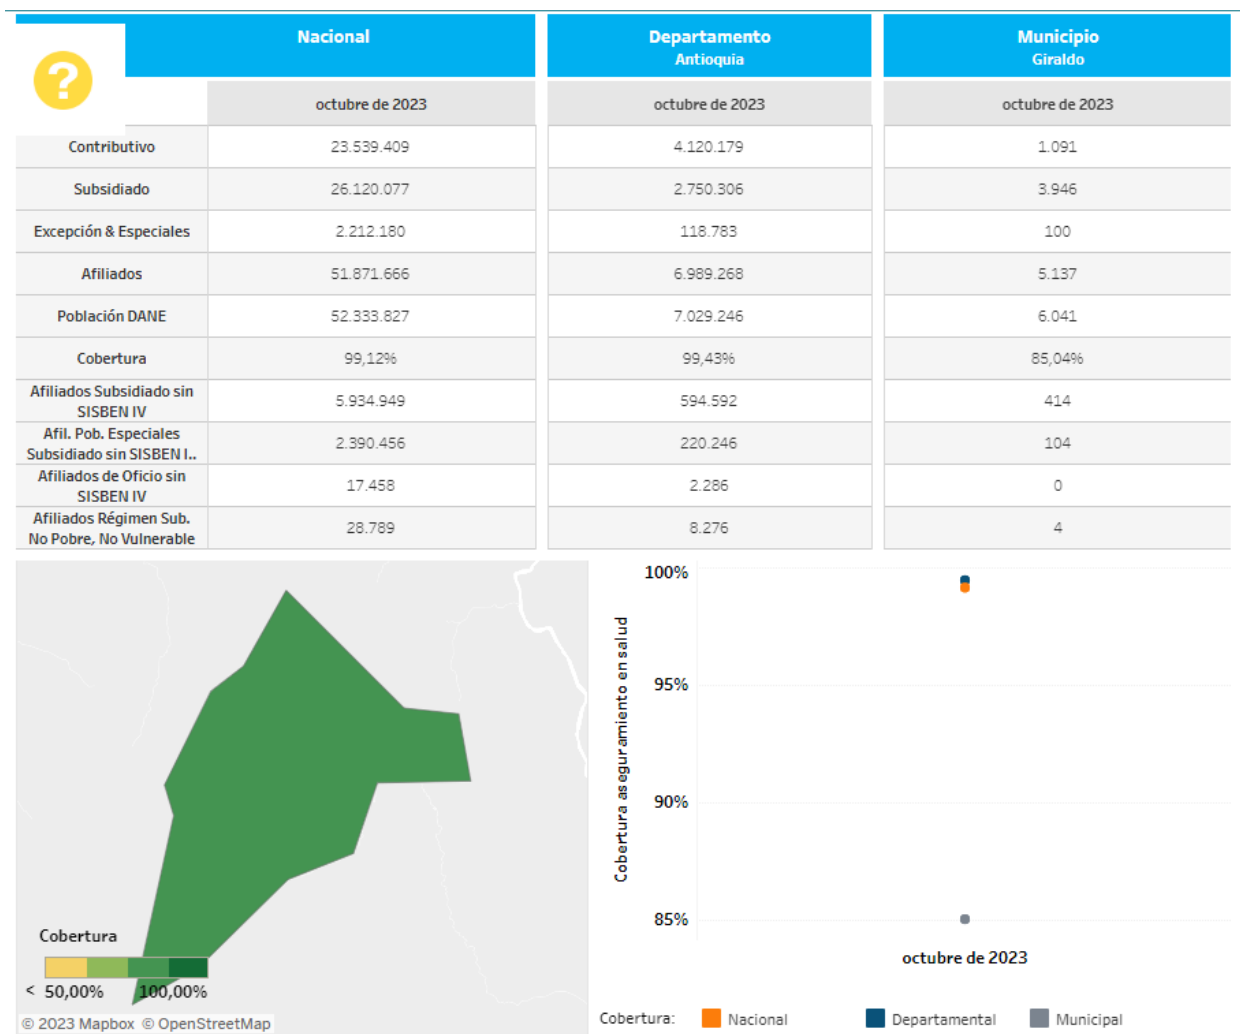 Nacional
Departamento
Antioquia
Municipio
Giraldo
?
octubre de 2023
octubre de 2023
octubre de 2023
Contributivo 23.539.409 4.120.179 1.091
Subsidiado 26.120.077 2.750.306 3.946
Excepción & Especiales 2.212.180 118.783 100
Afiliados 51.871.666 6.989.268 5.137
Población DANE 52.333.827 7.029.246 6.041
Cobertura 99,12% 99,43% 85,04%
Afiliados Subsidiado sin
SISBEN IV
5.934.949 594.592 414
Afil. Pob. Especiales
Subsidiado sin SISBEN I..
2.390.456 220.246 104
Afiliados de Oficio sin
SISBEN IV
17.458 2.286 0
Afiliados Régimen Sub.
No Pobre, No Vulnerable
28.789 8.276 4
Cobertura
< 50,00% 100,00%
© 2023 Mapbox © OpenStreetMap
Cobertura aseguramiento en salud
100%
95%
90%
85%
octubre de 2023
Cobertura: Nacional Departamental Municipal